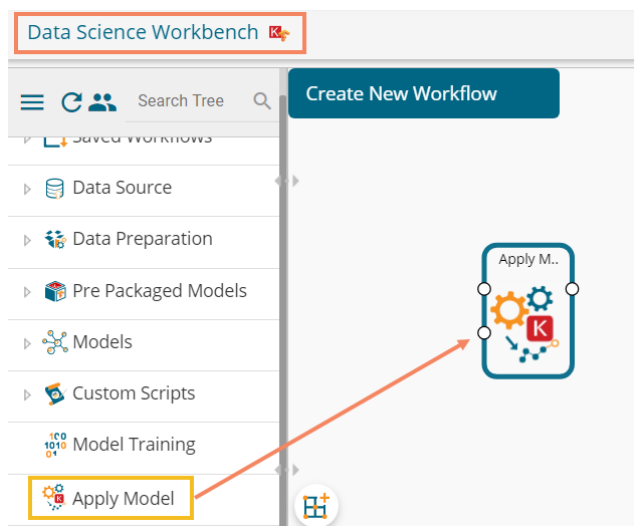 Data Science Workbench
Search Tree
Create New Workflow
Saved Workflows
Data Source
Data Preparation
Pre Packaged Models
Models
Custom Scripts
Model Training
Apply Model
Apply M..
K